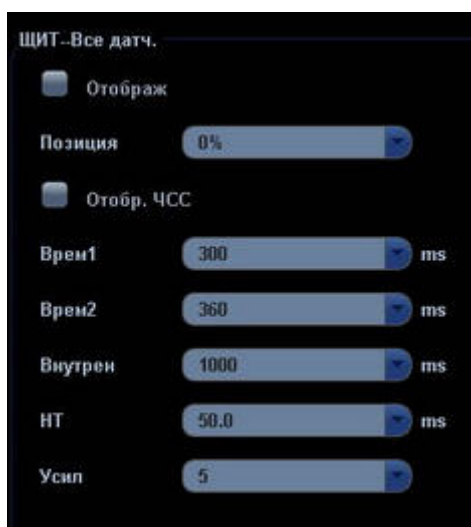 ЩИТ--Все датч.
Отображ
Позиция 0%
Отобр. ЧСС
Врем1 300 ms
Врем2 360 ms
Внутрен 1000 ms
НТ 50.0 ms
Усил 5